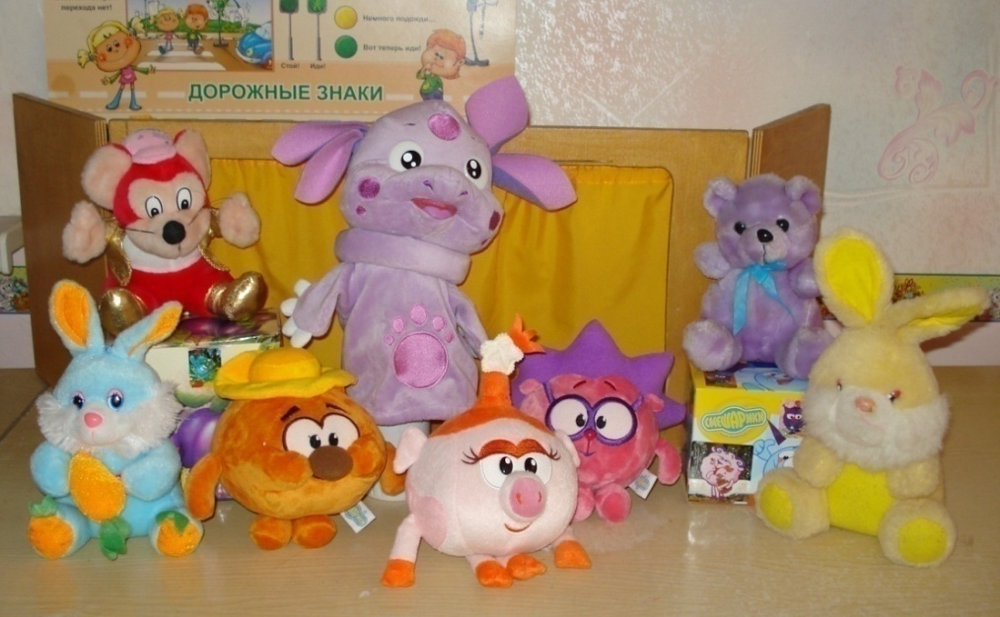 перехода нет!
Немного подожди...
Вот теперь иди!
Стой! Иди!
ДОРОЖНЫЕ ЗНАКИ
СМЕШАРИКИ